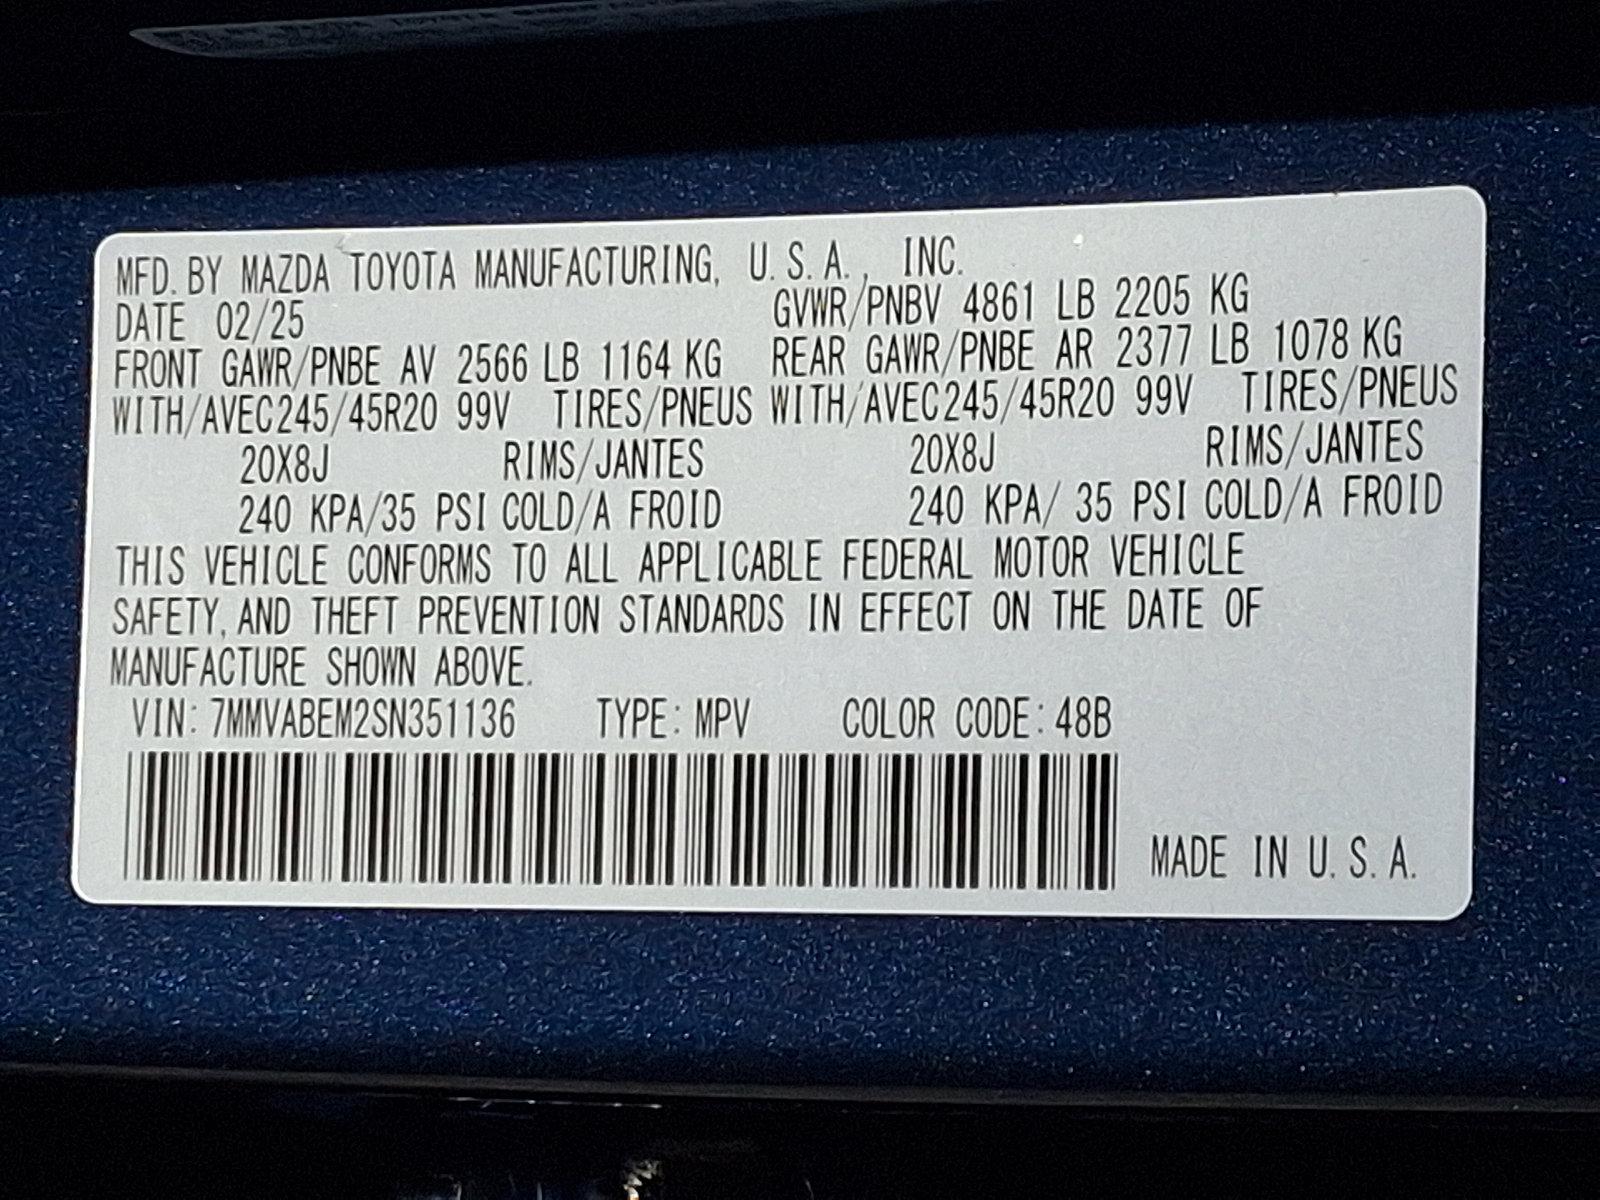 MFD. BY MAZDA TOYOTA MANUFACTURING, U.S.A., INC.
DATE 02/25 GVWR/PNBV 4861 LB 2205 KG
FRONT GAWR/PNBE AV 2566 LB 1164 KG REAR GAWR/PNBE AR 2377 LB 1078 KG
WITH/AVEC245/45R20 99V TIRES/PNEUS WITH/AVEC245/45R20 99V TIRES/PNEUS
20X8J RIMS/JANTES 20X8J RIMS/JANTES
240 KPA/35 PSI COLD/A FROID 240 KPA/ 35 PSI COLD/A FROID
THIS VEHICLE CONFORMS TO ALL APPLICABLE FEDERAL MOTOR VEHICLE
SAFETY, AND THEFT PREVENTION STANDARDS IN EFFECT ON THE DATE OF
MANUFACTURE SHOWN ABOVE.
VIN: 7MMVABEM2SN351136 TYPE: MPV COLOR CODE: 48B
MADE IN U.S.A.